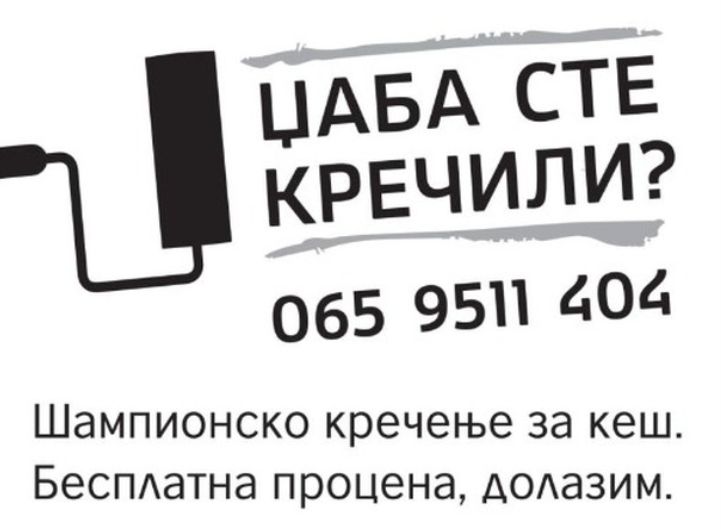 ЏАБА СТЕ
КРЕЧИЛИ?
065 9511 404
Шампионско кречење за кеш.
Бесплатна процена, долазим.